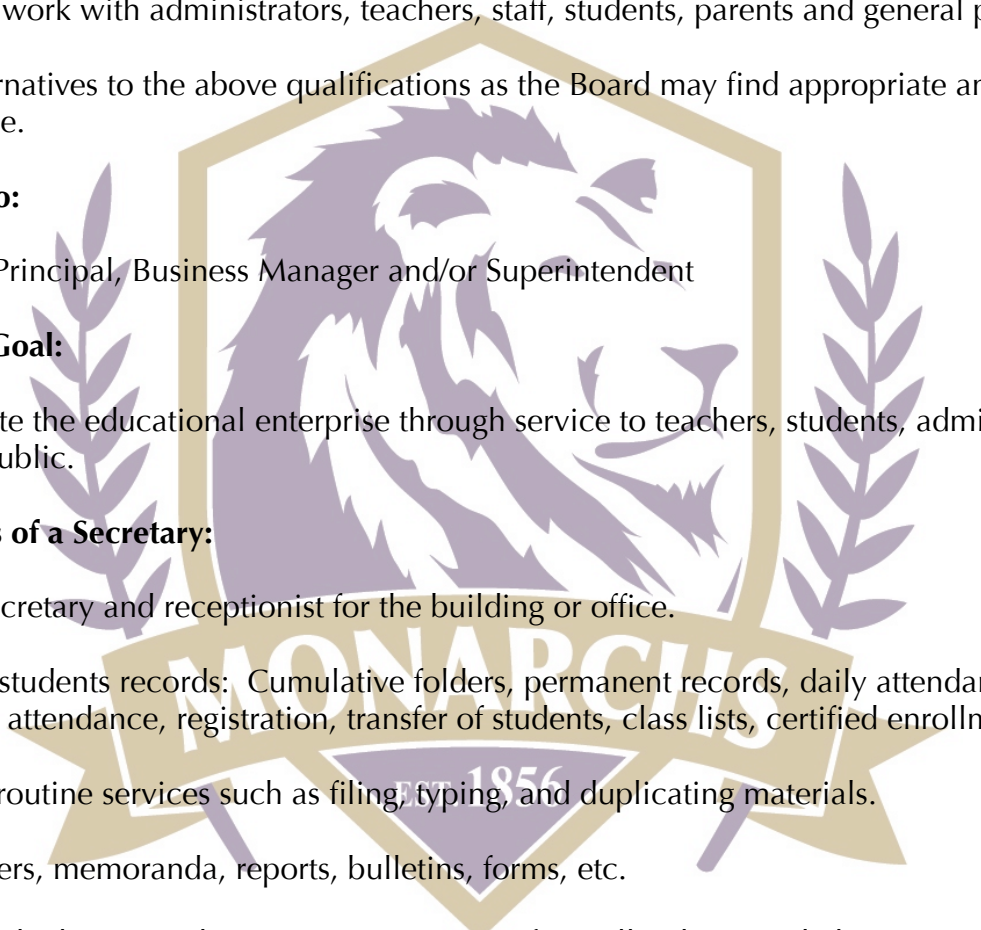 work with administrators, teachers, staff, students, parents and general
rnatives to the above qualifications as the Board may find appropriate
e.
o:
Principal, Business Manager and/or Superintendent
Goal:
te the educational enterprise through service to teachers, students, admi
ublic.
s of a Secretary:
cretary and receptionist for the building or office.
MONARCHS
students records: Cumulative folders, permanent records, daily attendan
attendance, registration, transfer of students, class lists, certified enrolln
EST. 1856
routine services such as filing, typing, and duplicating materials.
ers, memoranda, reports, bulletins, forms, etc.